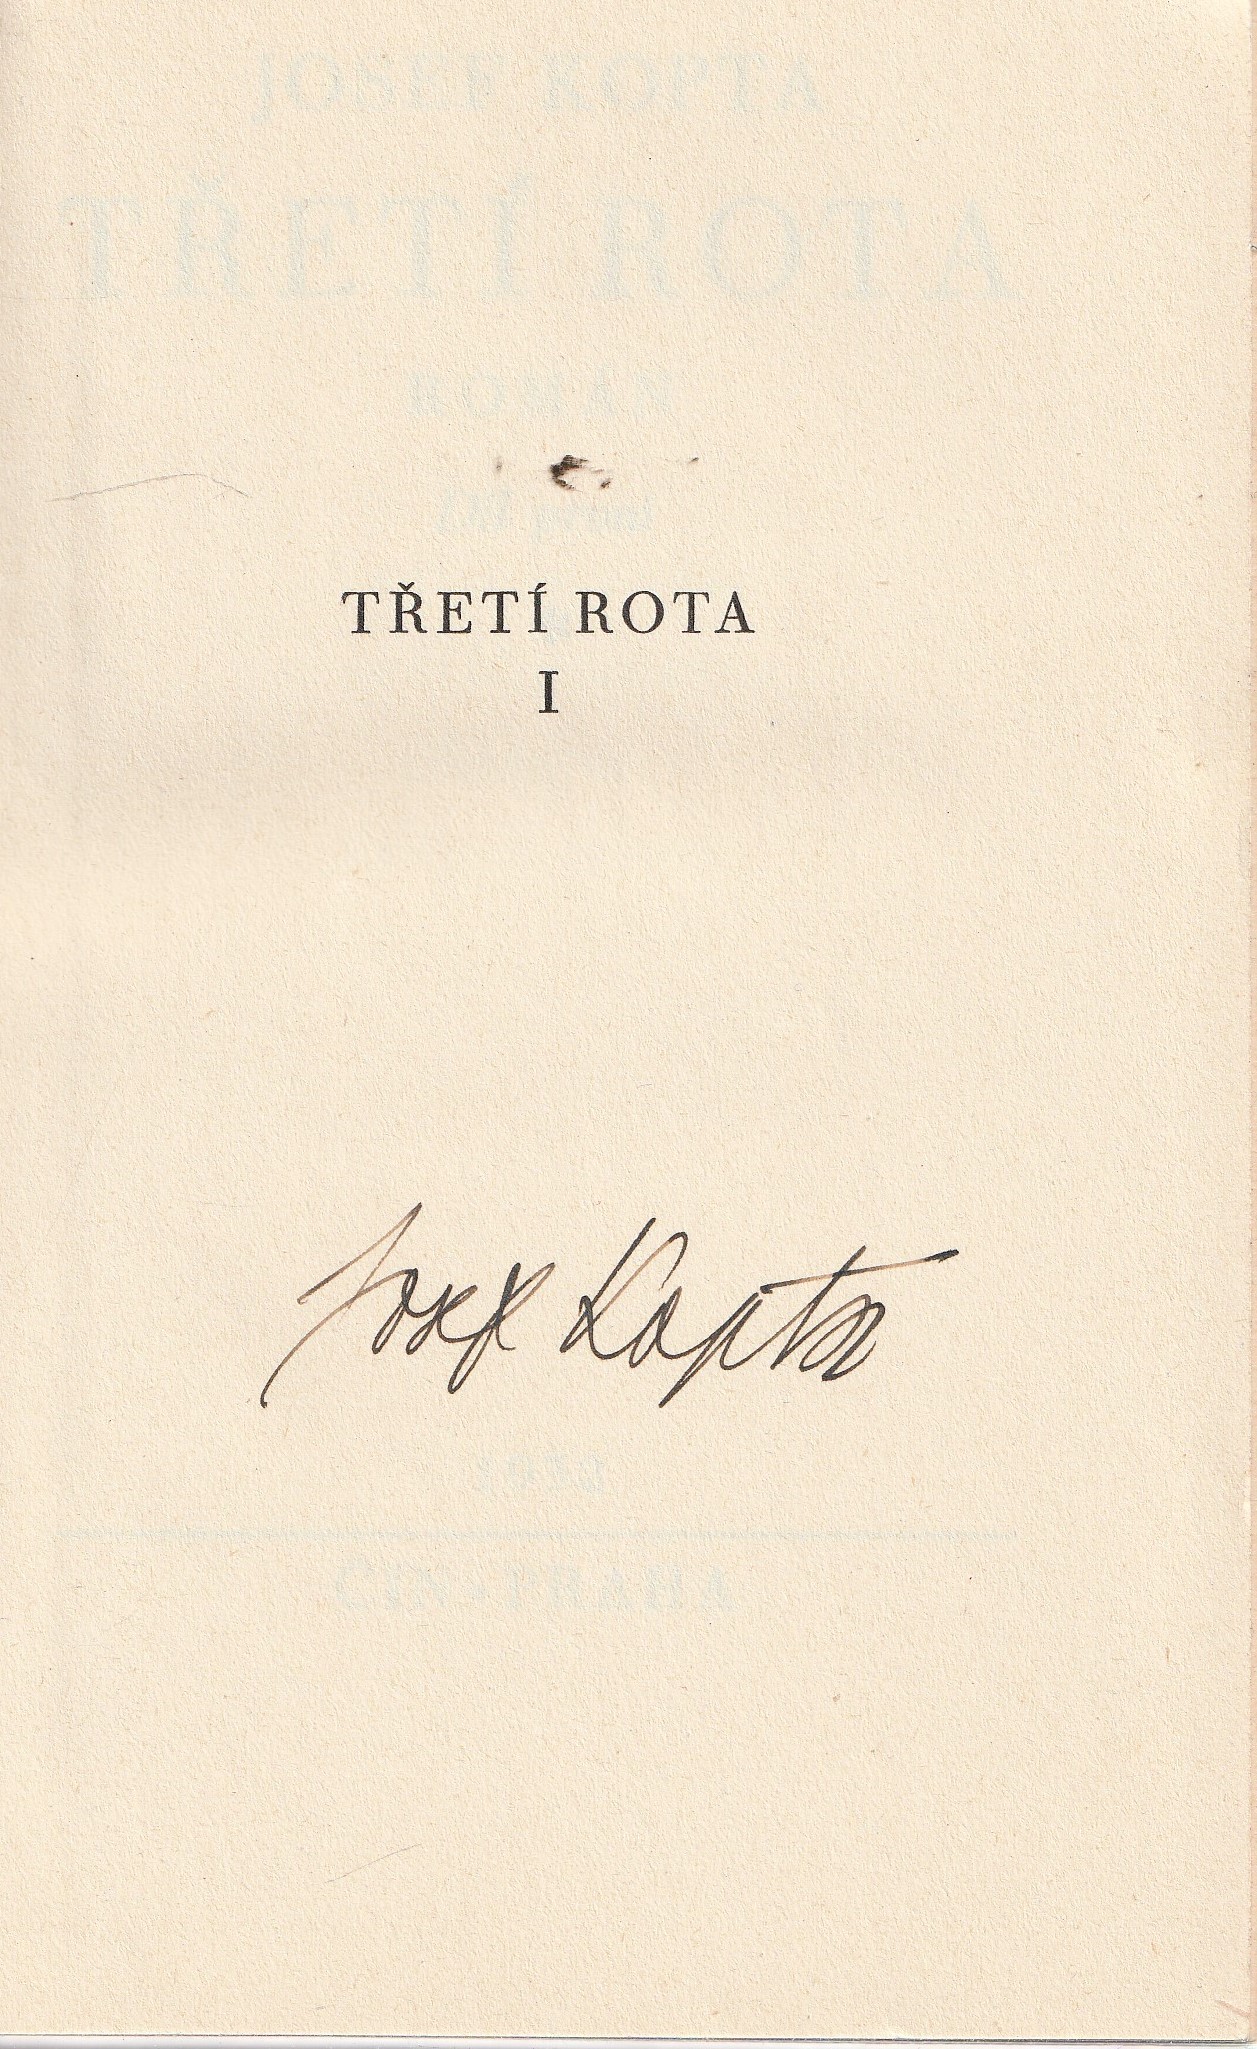 TŘETÍ ROTA
I
Josef Kopta